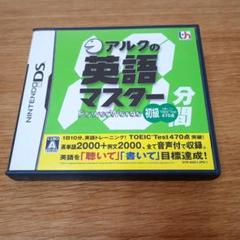 NINTENDO DS
アルクの
10
分間
英語
マスター
初級
1日10分、英語トレーニング! TOEIC Test470点 突破!
英単語2000+例文2000、全て音声付で収録。
英語を「聴いて」「書いて」目標達成!
A